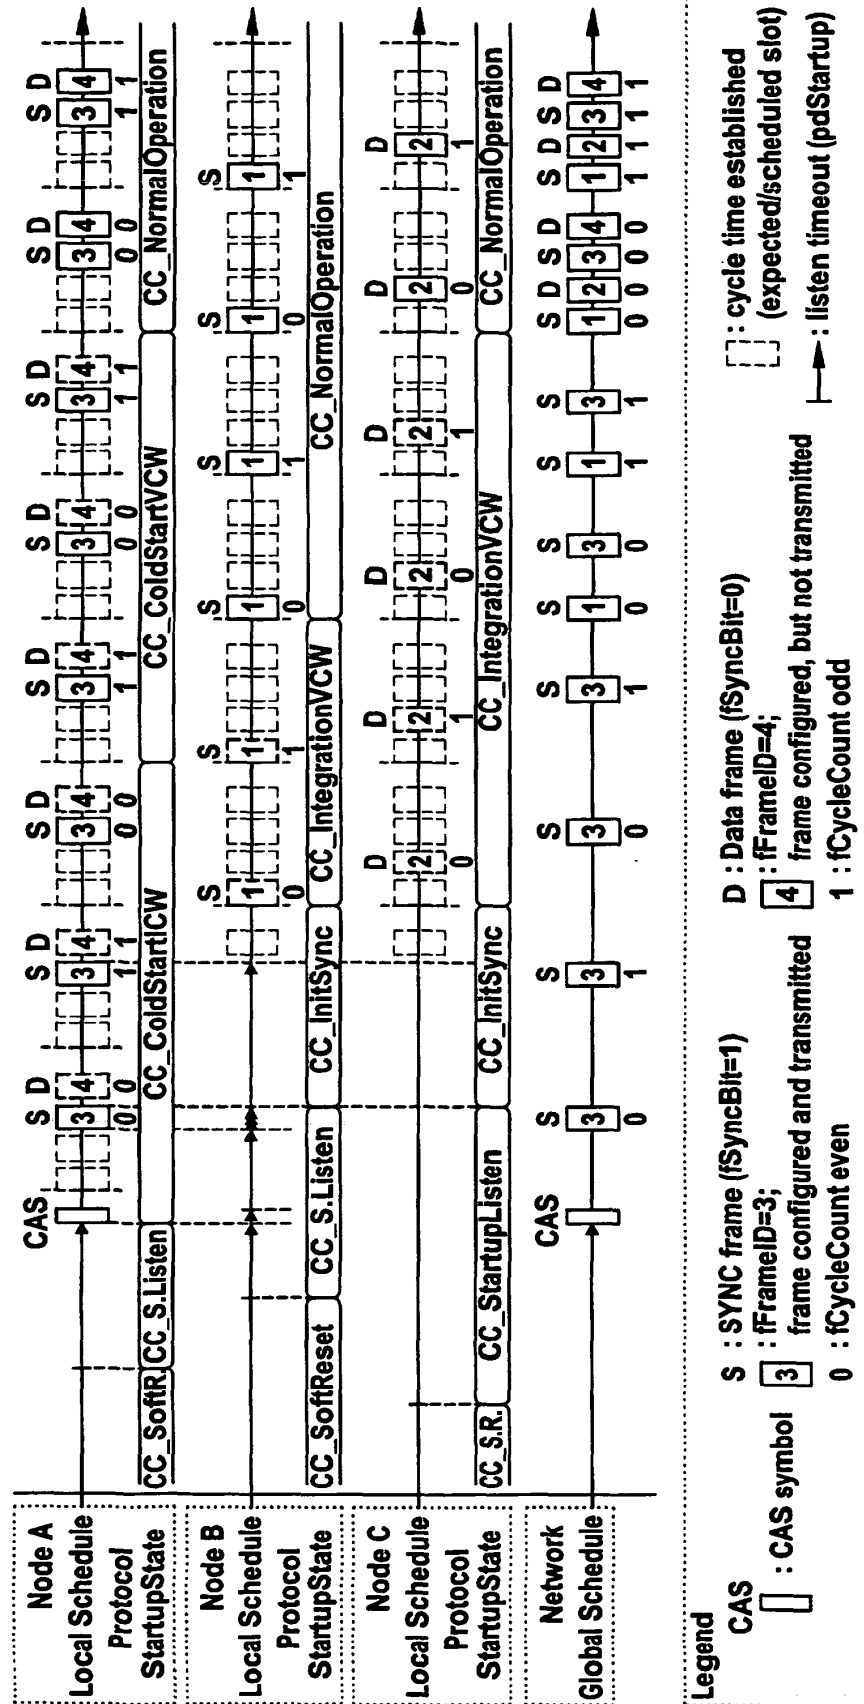 Node A
CAS S D S D S D S D S D S D S D S D
Local Schedule
3 4 3 4 3 4 3 4 3 4 3 4 3 4 3 4
0 0 1 1 0 0 1 1 0 0 1 1 0 0 1 1
Protocol
StartupState
CC_SoftR. CC_S.Listen CC_ColdStartICW CC_ColdStartVCW CC_NormalOperation
Node B
S S S S S S
Local Schedule
1 1 1 1 1 1
0 1 0 1 0 1
Protocol
StartupState
CC_SoftReset CC_S.Listen CC_InitSync CC_IntegrationVCW CC_NormalOperation
Node C
D D D D D D
Local Schedule
2 2 2 2 2 2
0 1 0 1 0 1
Protocol
StartupState
CC_S.R. CC_StartupListen CC_InitSync CC_IntegrationVCW CC_NormalOperation
Network
CAS S S S S S S S S S D S D S D S D
Global Schedule
3 3 3 3 1 3 1 3 1 2 3 4 1 2 3 4
0 1 0 1 0 0 1 1 0 0 0 0 1 1 1 1
Legend
CAS
: CAS symbol
S : SYNC frame (fSyncBit=1)
3 : fFrameID=3;
frame configured and transmitted
0 : fCycleCount even
D : Data frame (fSyncBit=0)
4 : fFrameID=4;
frame configured, but not transmitted
1 : fCycleCount odd
: cycle time established
(expected/scheduled slot)
: listen timeout (pdStartup)